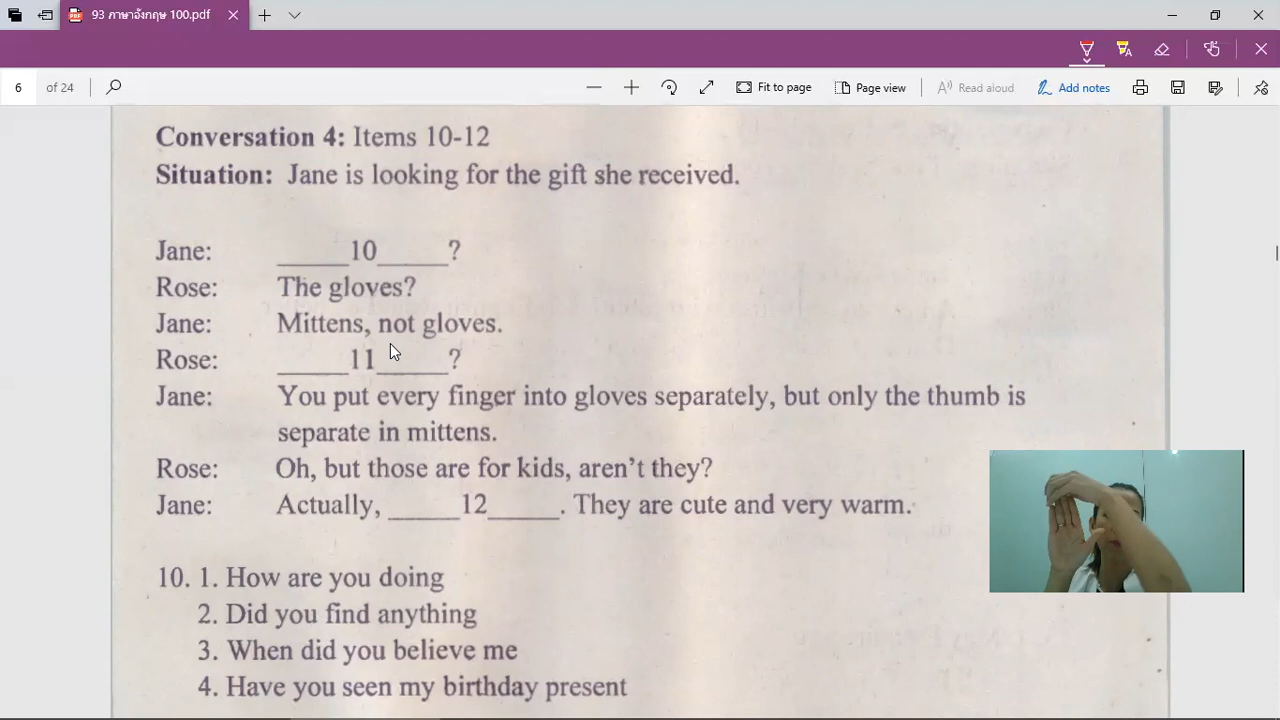 93 ภาษาอังกฤษ 100.pdf
6 of 24
Fit to page
Page view
Read aloud
Add notes
Conversation 4: Items 10-12
Situation: Jane is looking for the gift she received.
Jane: _____10_____?
Rose: The gloves?
Jane: Mittens, not gloves.
Rose: _____11_____?
Jane: You put every finger into gloves separately, but only the thumb is
separate in mittens.
Rose: Oh, but those are for kids, aren't they?
Jane: Actually, _____12_____. They are cute and very warm.
10. 1. How are you doing
2. Did you find anything
3. When did you believe me
4. Have you seen my birthday present